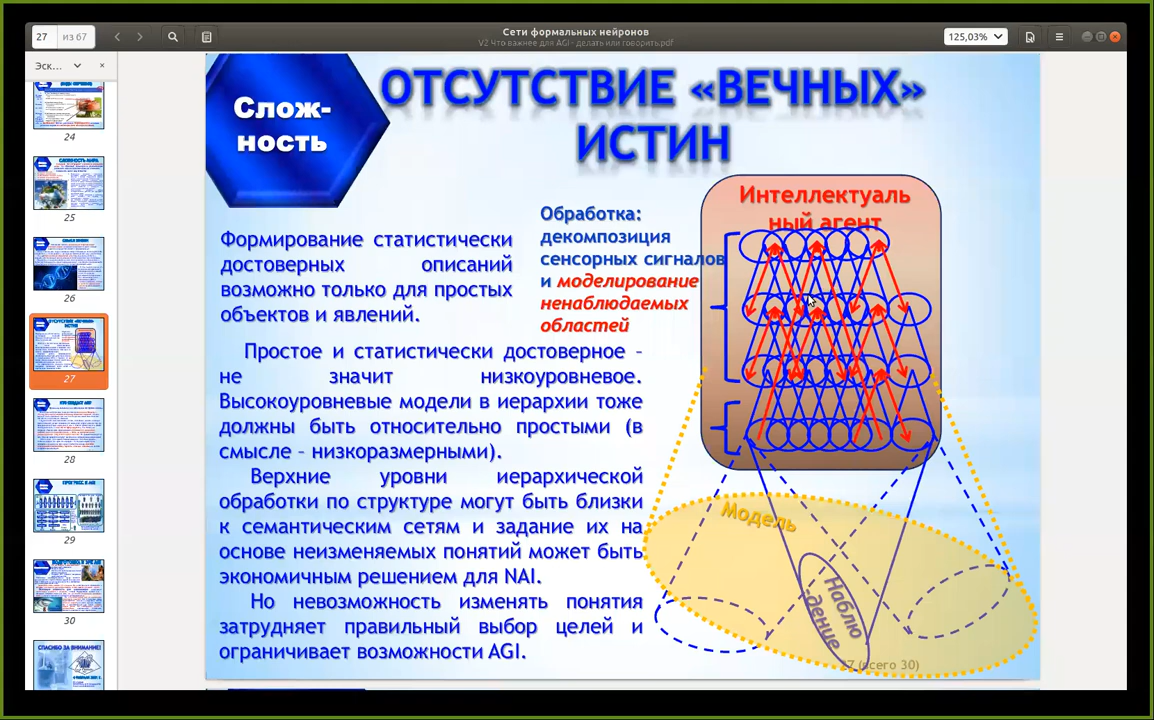 Сети формальных нейронов
V2.Что важнее для AGI - делать или говорить.pdf
27 из 67
125,03%
Эск...
24
25
26
27
28
29
30
Слож-
ность
ОТСУТСТВИЕ «ВЕЧНЫХ»
ИСТИН
Формирование статистически
достоверных описаний
возможно только для простых
объектов и явлений.
Обработка:
декомпозиция
сенсорных сигналов
и моделирование
ненаблюдаемых
областей
Интеллектуаль
ный агент
Простое и статистически достоверное –
не значит низкоуровневое.
Высокоуровневые модели в иерархии тоже
должны быть относительно простыми (в
смысле – низкоразмерными).
Верхние уровни иерархической
обработки по структуре могут быть близки
к семантическим сетям и задание их на
основе неизменяемых понятий может быть
экономичным решением для NAI.
Но невозможность изменять понятия
затрудняет правильный выбор целей и
ограничивает возможности AGI.
Модель
Наблю
-дение
27 (всего 30)